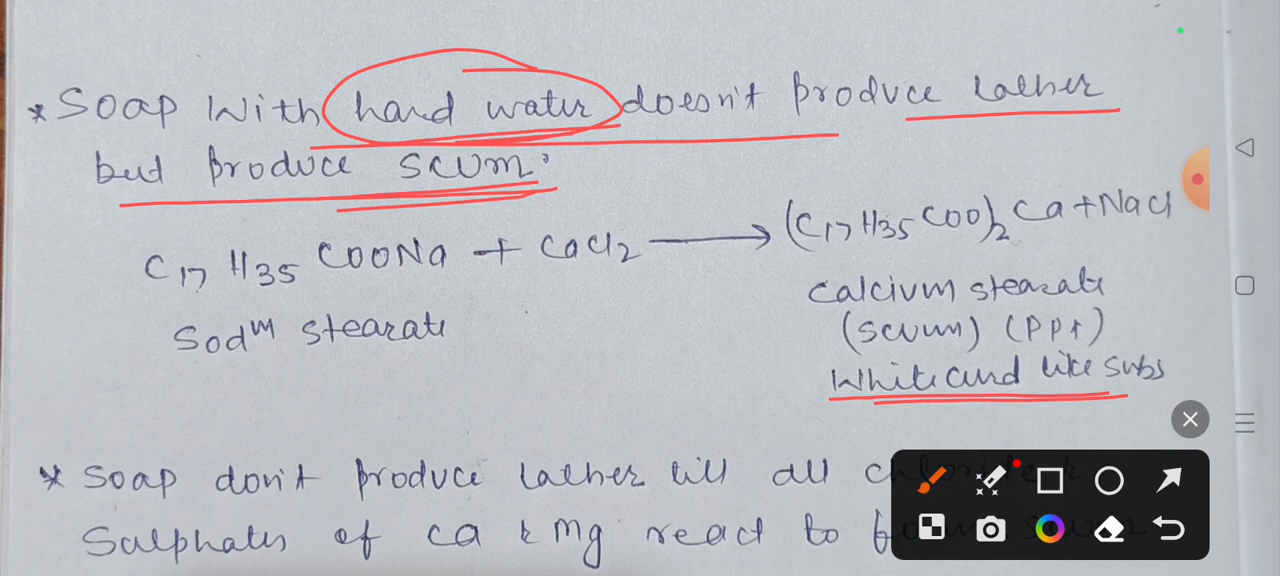 * Soap with hard water doesn't produce lather
but produce scum.
C17 H35 COONa + CaCl2 → (C17 H35 COO)2 Ca + NaCl
Sodm stearate
Calcium stearate
(scum) (PPt)
White curd like subs
* Soap don't produce lather till all
Sulphates of ca & mg react to